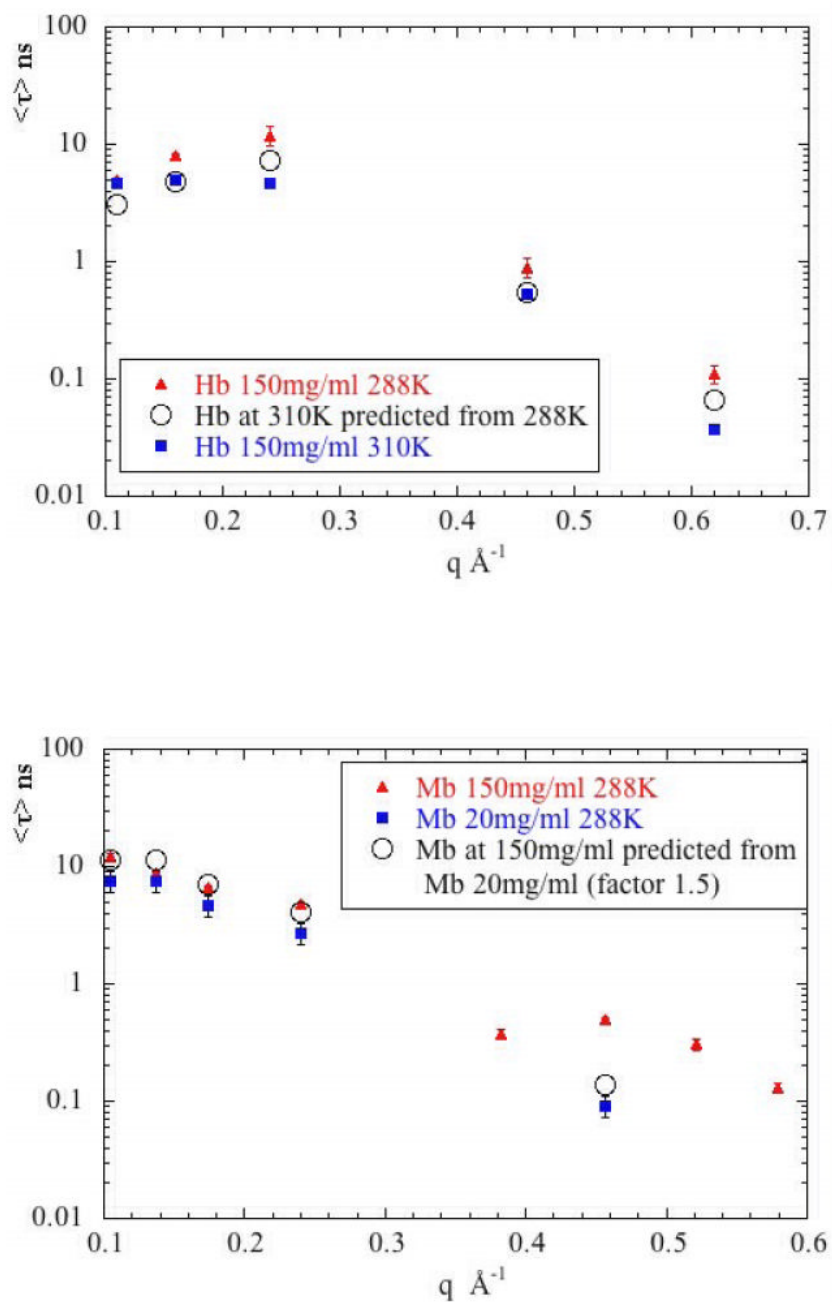 100
<τ> ns
10
1
0.1
0.01
Hb 150mg/ml 288K
Hb at 310K predicted from 288K
Hb 150mg/ml 310K
0.1 0.2 0.3 0.4 0.5 0.6 0.7
q Å-1
100
<τ> ns
10
1
0.1
0.01
Mb 150mg/ml 288K
Mb 20mg/ml 288K
Mb at 150mg/ml predicted from
Mb 20mg/ml (factor 1.5)
0.1 0.2 0.3 0.4 0.5 0.6
q Å-1